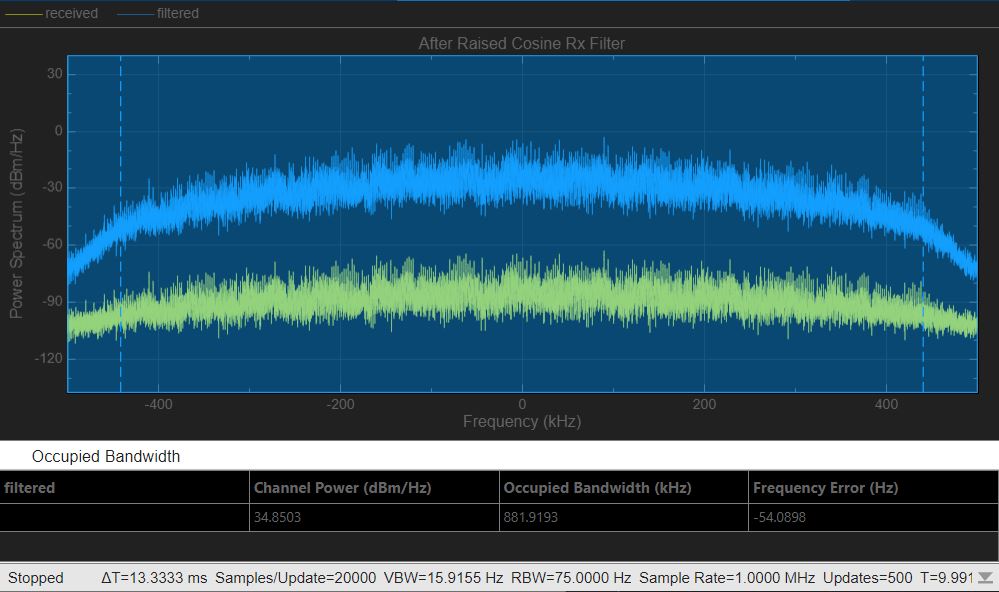 received filtered
After Raised Cosine Rx Filter
Power Spectrum (dBm/Hz)
30
0
-30
-60
-90
-120
-400 -200 0 200 400
Frequency (kHz)
Occupied Bandwidth
filtered Channel Power (dBm/Hz) Occupied Bandwidth (kHz) Frequency Error (Hz)
34.8503 881.9193 -54.0898
Stopped ΔT=13.3333 ms Samples/Update=20000 VBW=15.9155 Hz RBW=75.0000 Hz Sample Rate=1.0000 MHz Updates=500 T=9.991